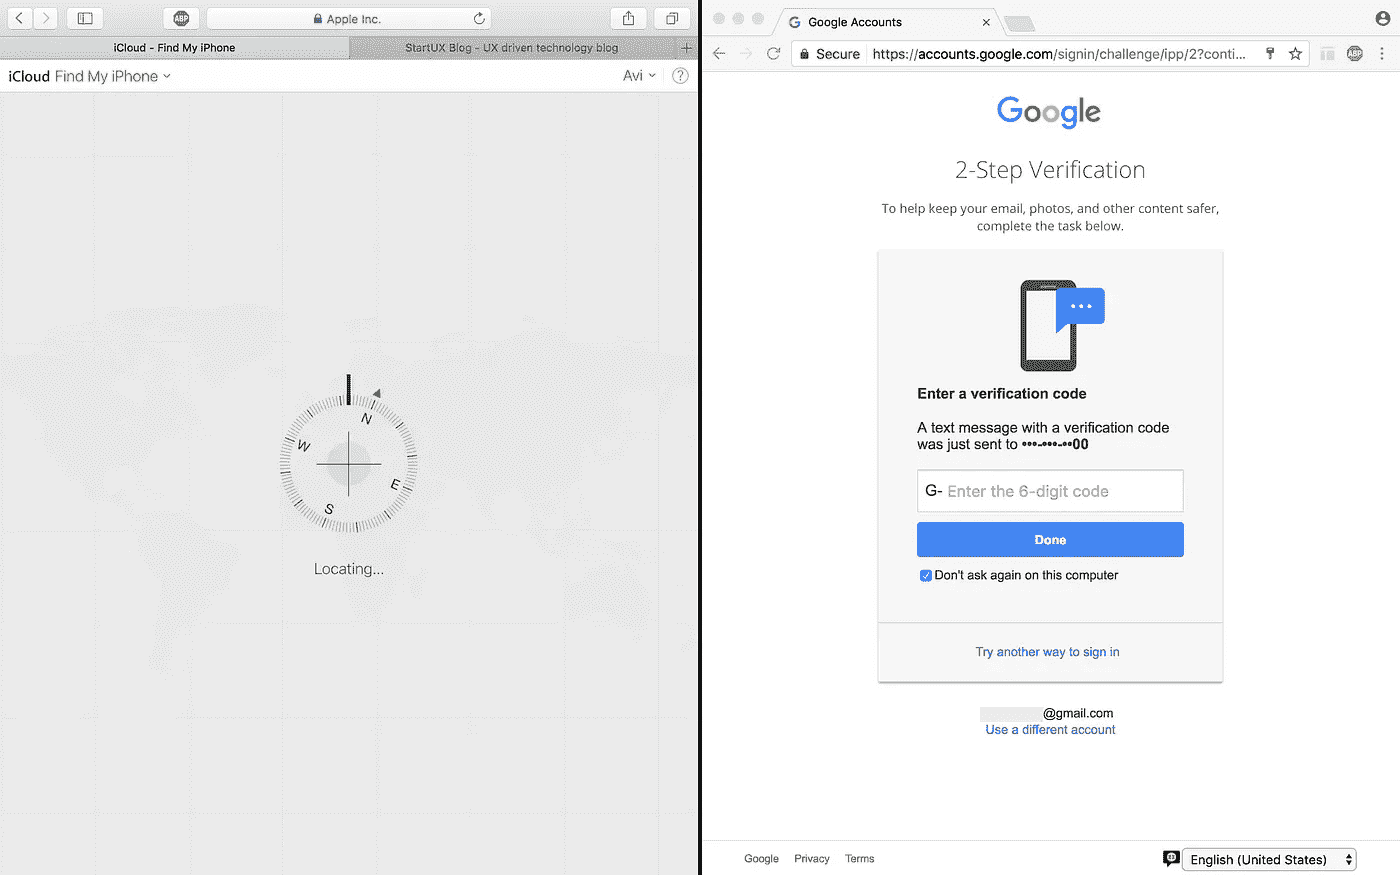 Apple Inc.
iCloud - Find My iPhone
StartUX Blog - UX driven technology blog
iCloud Find My iPhone
Avi
?
N
W
E
S
Locating...
Google Accounts
Secure
https://accounts.google.com/signin/challenge/ipp/2?conti...
ABP
ABP
Google
2-Step Verification
To help keep your email, photos, and other content safer,
complete the task below.
Enter a verification code
A text message with a verification code
was just sent to •••-•••-••00
G- Enter the 6-digit code
Done
Don't ask again on this computer
Try another way to sign in
@gmail.com
Use a different account
Google Privacy Terms
English (United States)